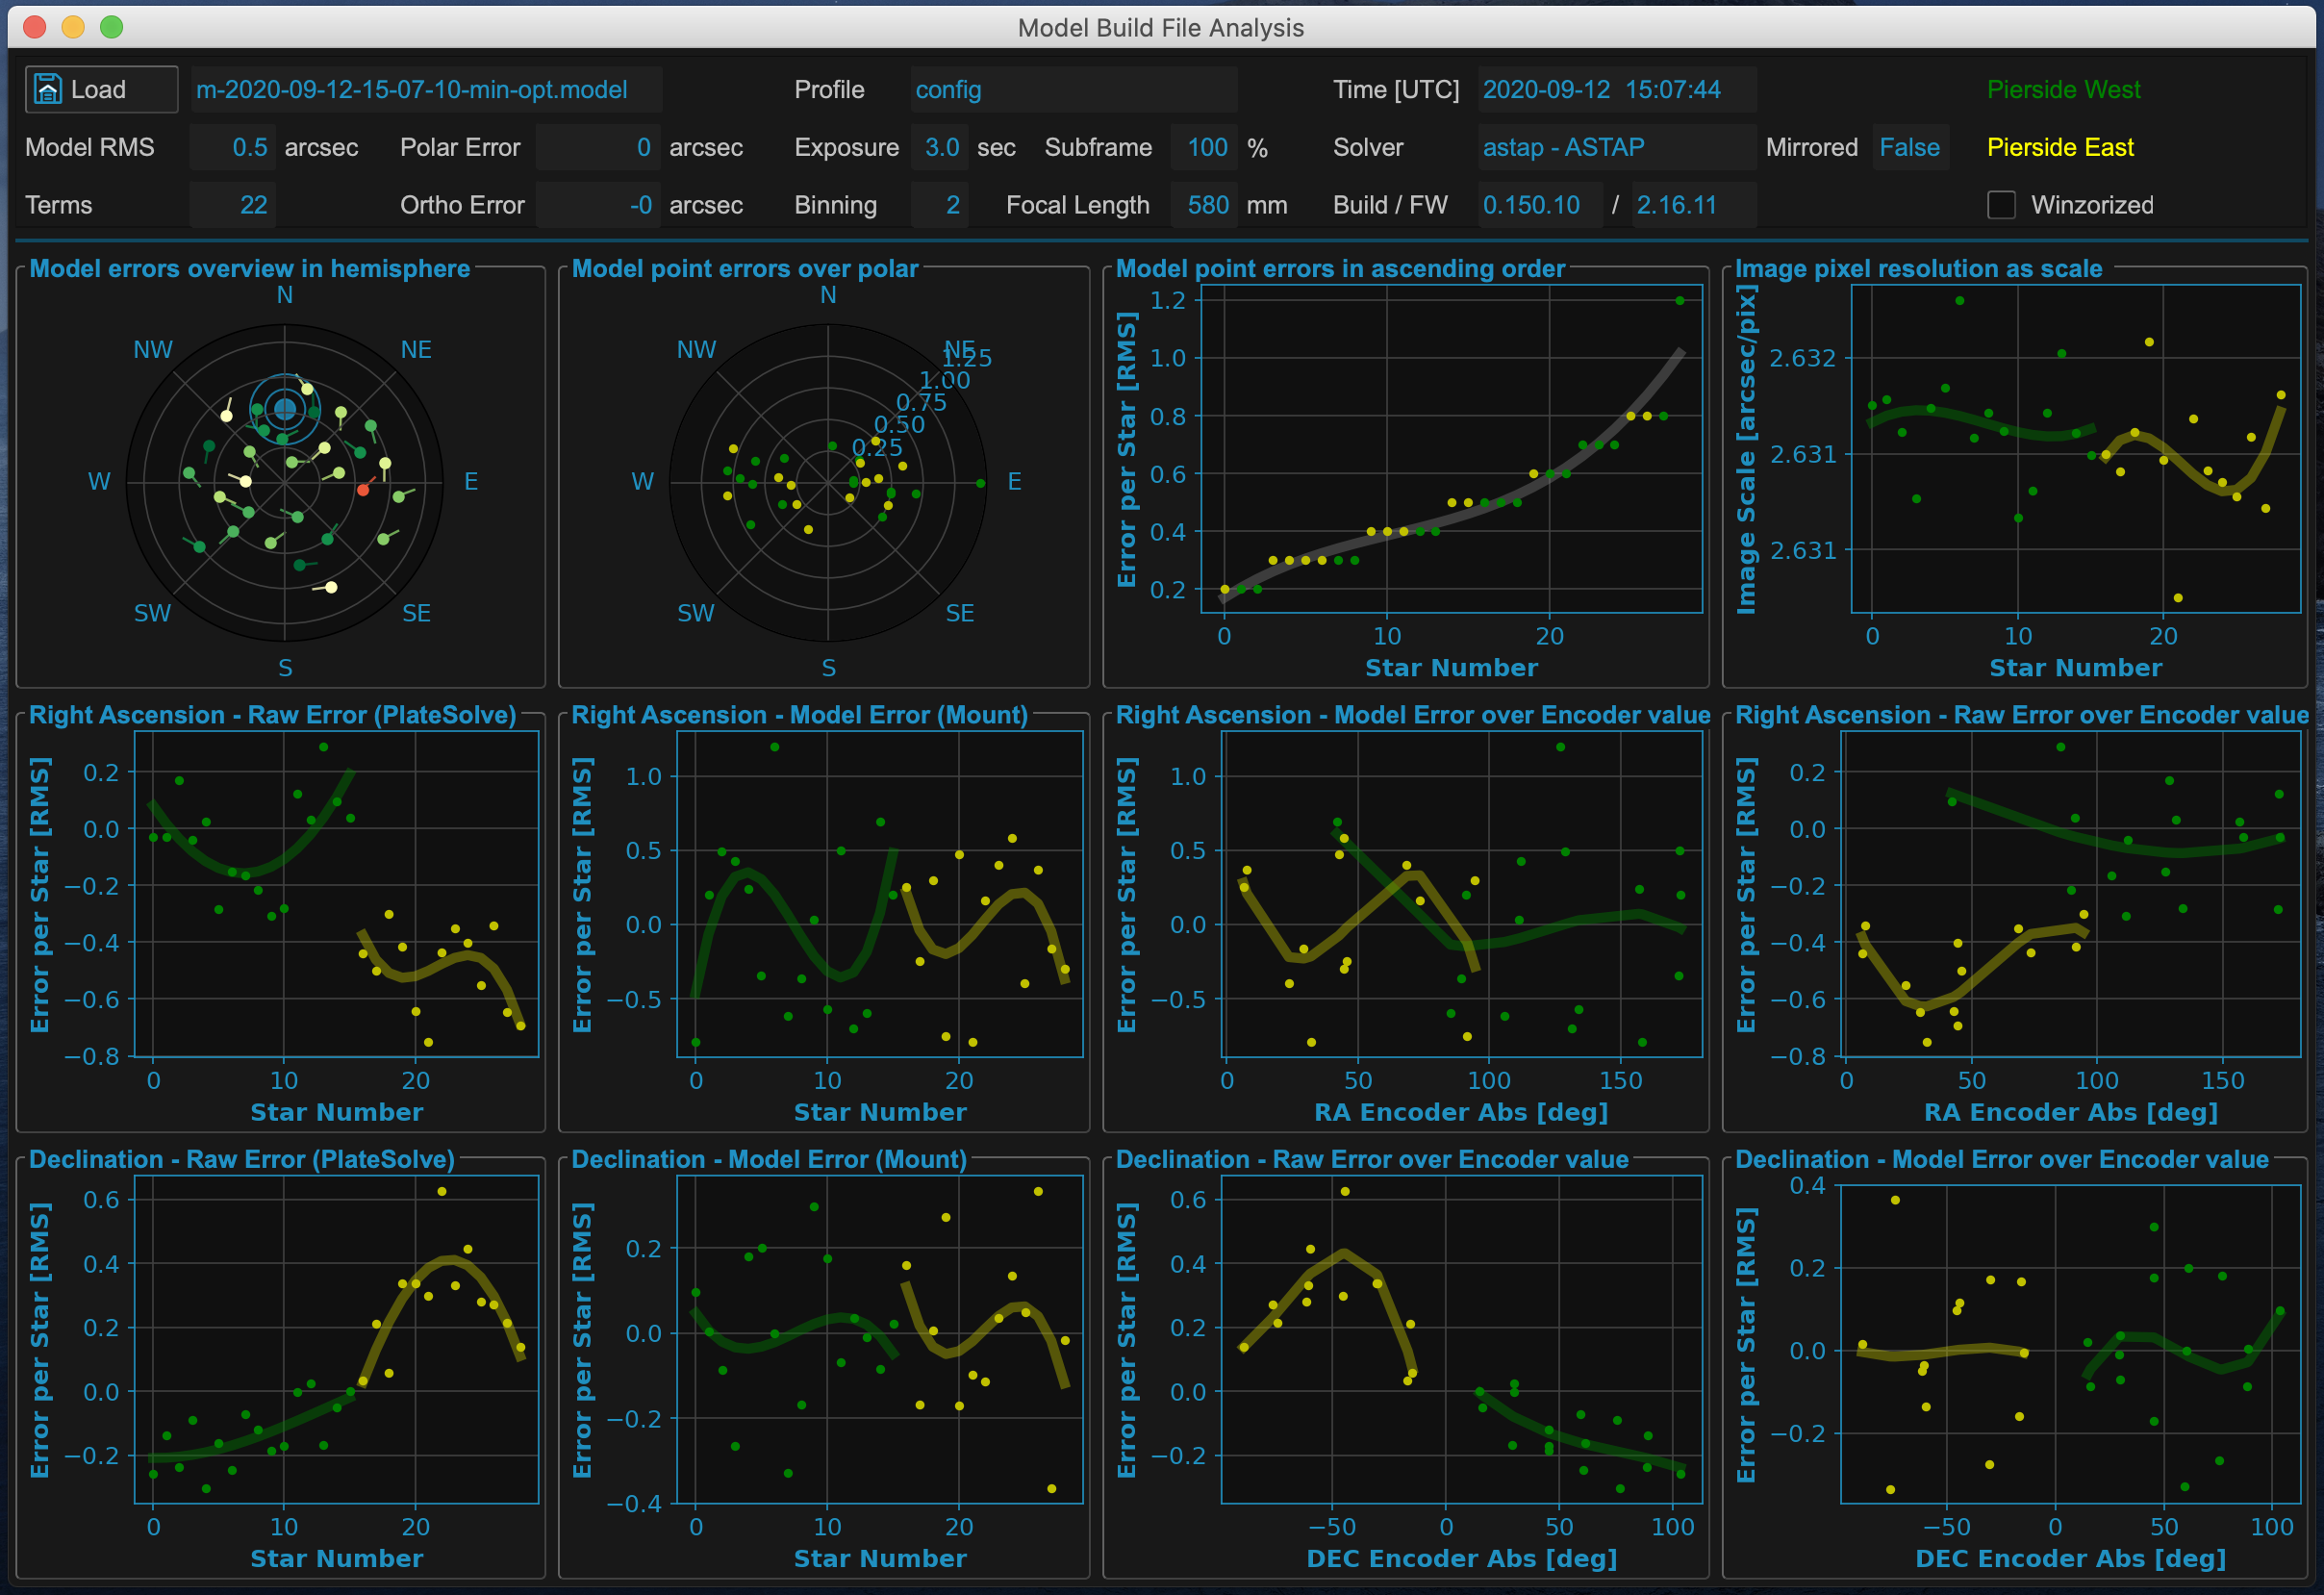 Model Build File Analysis
Load m-2020-09-12-15-07-10-min-opt.model Profile config Time [UTC] 2020-09-12 15:07:44 Pierside West
Model RMS 0.5 arcsec Polar Error 0 arcsec Exposure 3.0 sec Subframe 100 % Solver astap - ASTAP Mirrored False Pierside East
Terms 22 Ortho Error -0 arcsec Binning 2 Focal Length 580 mm Build / FW 0.150.10 / 2.16.11 Winzorized
Model errors overview in hemisphere
N
NW NE
W E
SW SE
S
Model point errors over polar
N
NW NE
1.25
1.00
0.75
0.50
0.25
W E
SW SE
S
Model point errors in ascending order
Error per Star [RMS]
1.2
1.0
0.8
0.6
0.4
0.2
0 10 20
Star Number
Image pixel resolution as scale
Image Scale [arcsec/pix]
2.632
2.631
2.631
0 10 20
Star Number
Right Ascension - Raw Error (PlateSolve)
Error per Star [RMS]
0.2
0.0
−0.2
−0.4
−0.6
−0.8
0 10 20
Star Number
Right Ascension - Model Error (Mount)
Error per Star [RMS]
1.0
0.5
0.0
−0.5
0 10 20
Star Number
Right Ascension - Model Error over Encoder value
Error per Star [RMS]
1.0
0.5
0.0
−0.5
0 50 100 150
RA Encoder Abs [deg]
Right Ascension - Raw Error over Encoder value
Error per Star [RMS]
0.2
0.0
−0.2
−0.4
−0.6
−0.8
0 50 100 150
RA Encoder Abs [deg]
Declination - Raw Error (PlateSolve)
Error per Star [RMS]
0.6
0.4
0.2
0.0
−0.2
0 10 20
Star Number
Declination - Model Error (Mount)
Error per Star [RMS]
0.2
0.0
−0.2
−0.4
0 10 20
Star Number
Declination - Raw Error over Encoder value
Error per Star [RMS]
0.6
0.4
0.2
0.0
−0.2
−50 0 50 100
DEC Encoder Abs [deg]
Declination - Model Error over Encoder value
Error per Star [RMS]
0.4
0.2
0.0
−0.2
−50 0 50 100
DEC Encoder Abs [deg]